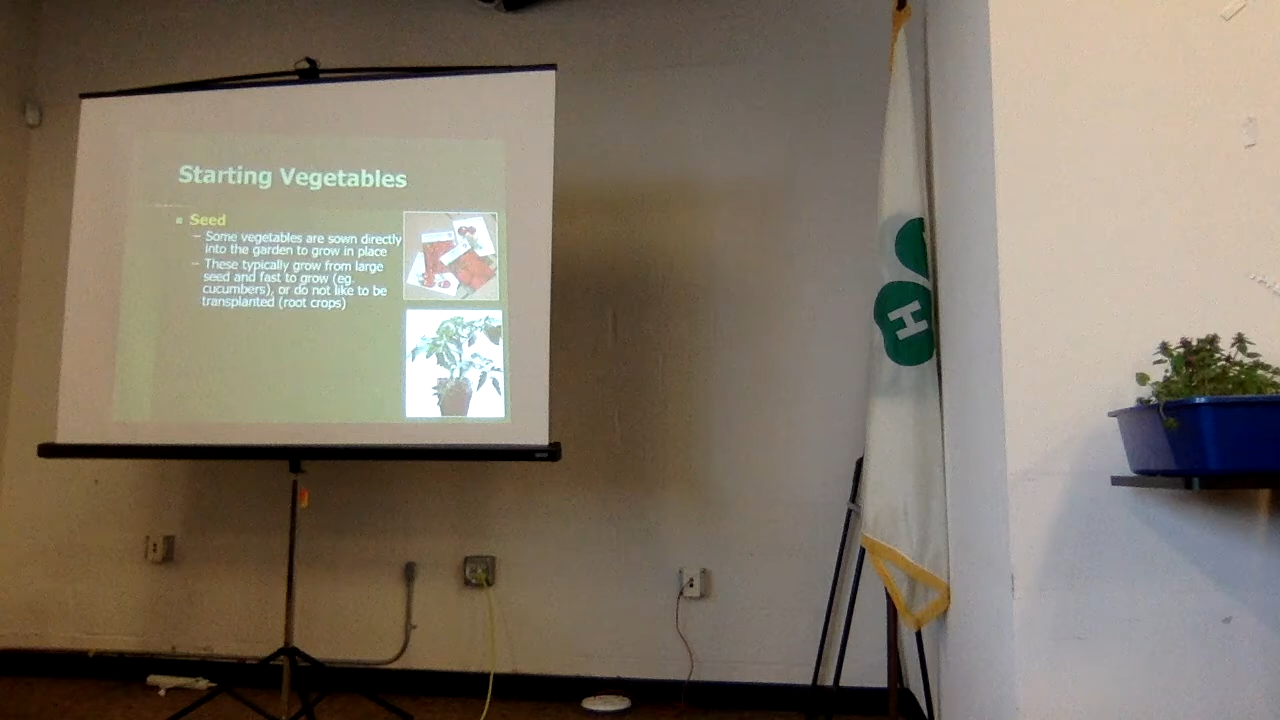 Starting Vegetables
Seed
– Some vegetables are sown directly
into the garden to grow in place
– These typically grow from large
seed and fast to grow (eg.
cucumbers), or do not like to be
transplanted (root crops)
H